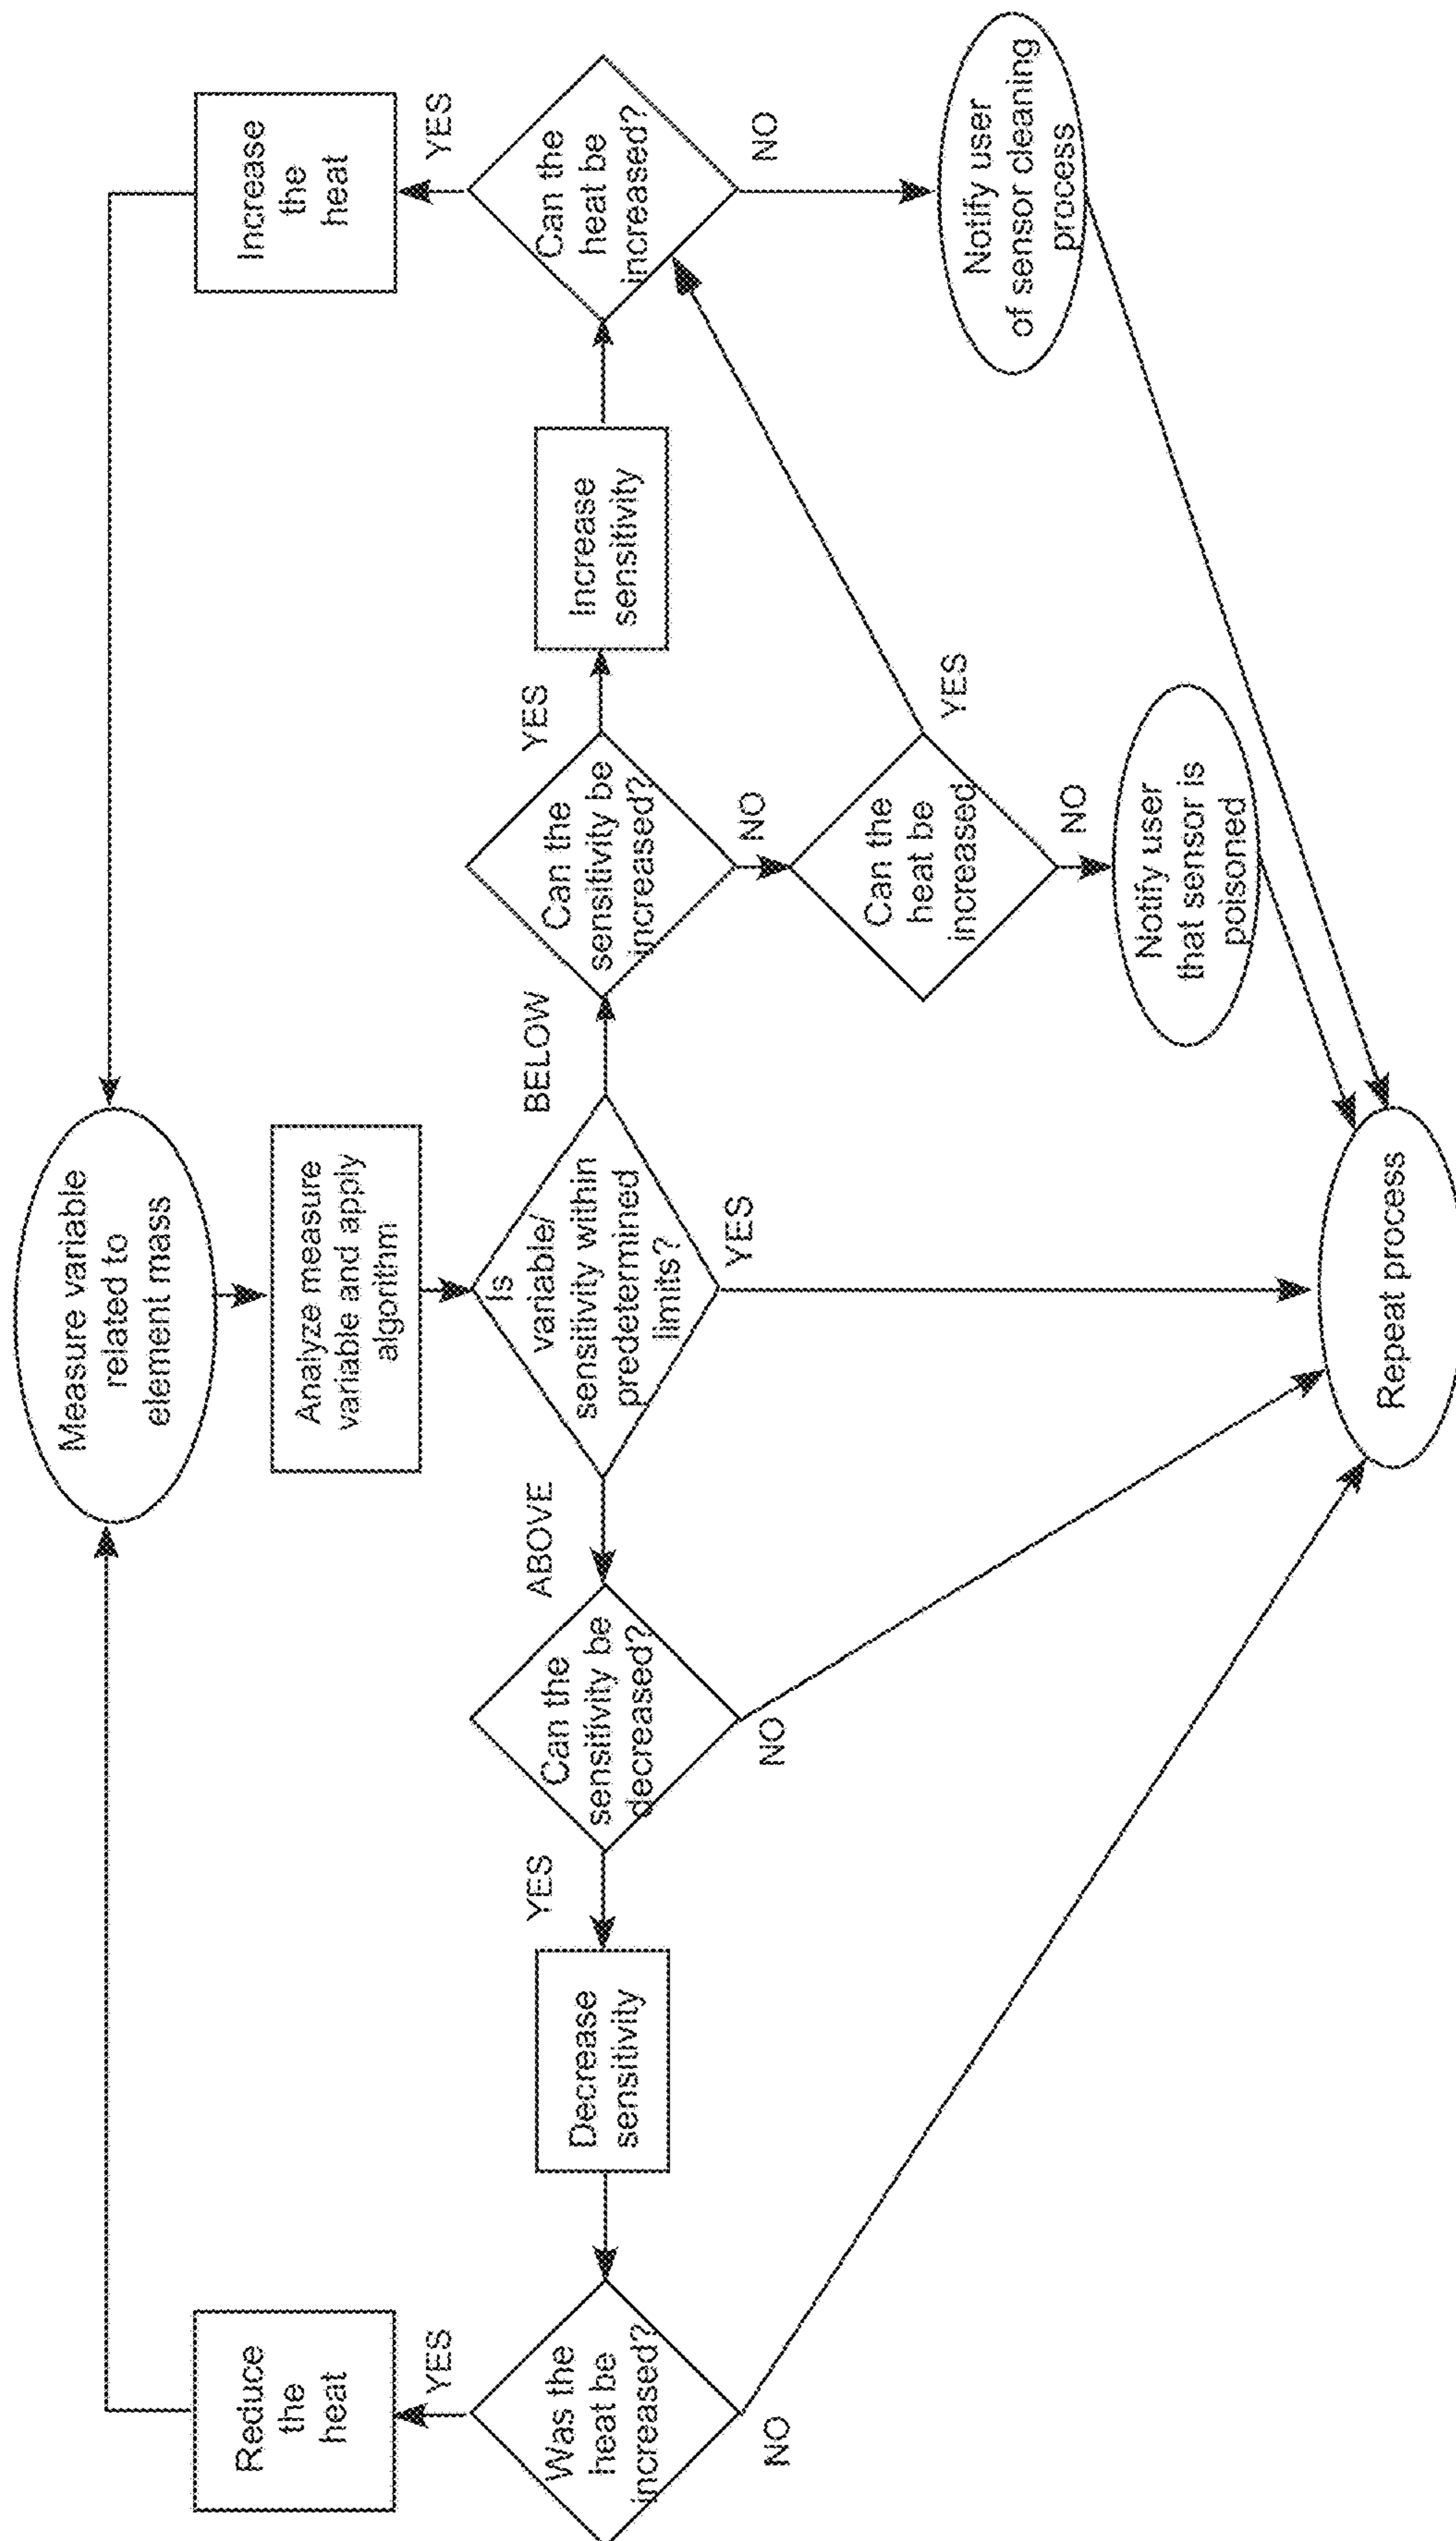 Measure variable
related to
element mass
Analyze measure
variable and apply
algorithm
Is
variable/
sensitivity within
predetermined
limits?
ABOVE
BELOW
YES
Reduce
the
heat
YES
Was the
heat be
increased?
NO
Decrease
sensitivity
YES
Can the
sensitivity be
decreased?
NO
Can the
sensitivity be
increased?
YES
NO
Increase
sensitivity
Can the
heat be
increased?
YES
Increase
the
heat
NO
Can the
heat be
increased
YES
NO
Notify user
that sensor is
poisoned
Notify user
of sensor cleaning
process
Repeat process